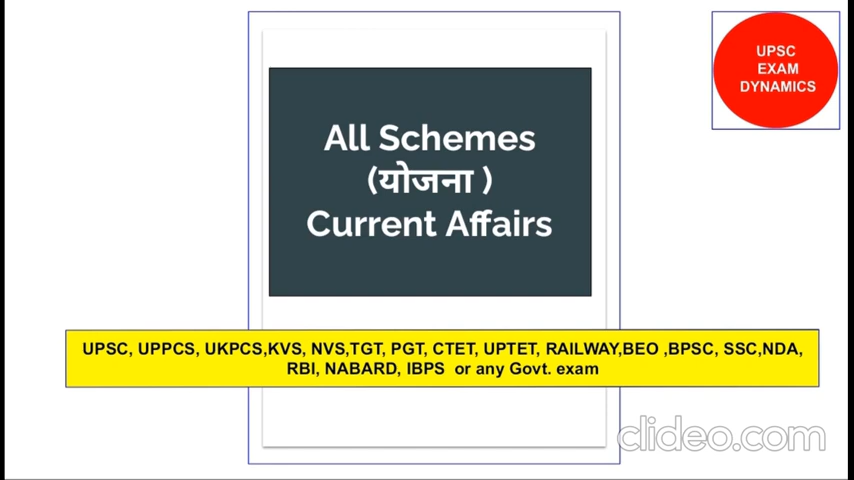 UPSC
EXAM
DYNAMICS
All Schemes
(योजना )
Current Affairs
UPSC, UPPCS, UKPCS,KVS, NVS,TGT, PGT, CTET, UPTET, RAILWAY,BEO ,BPSC, SSC,NDA,
RBI, NABARD, IBPS or any Govt. exam
clideo.com